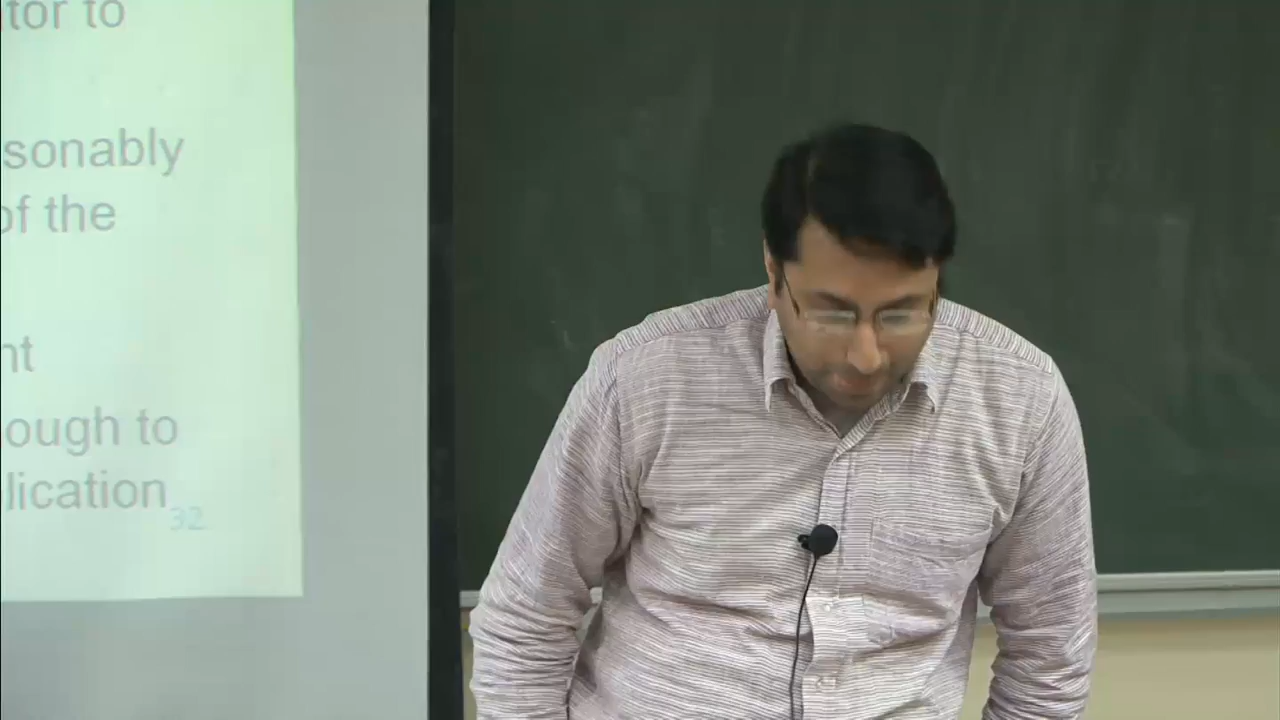 tor to
sonably
of the
nt
ough to
lication
32